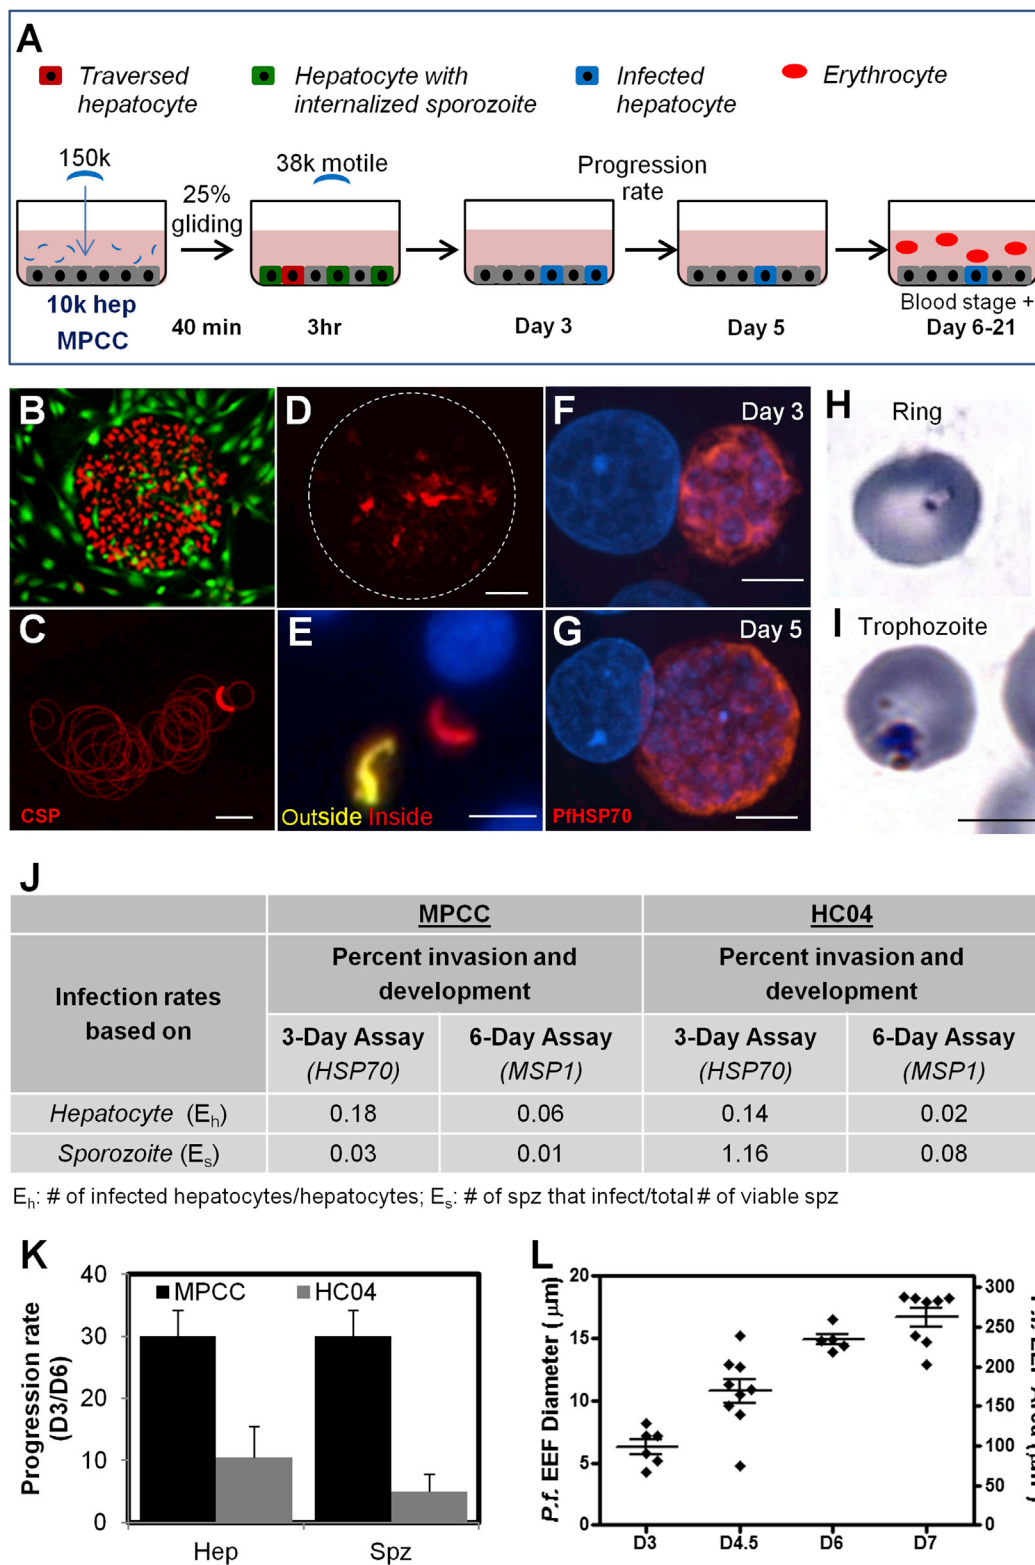 A
Traversed
hepatocyte
Hepatocyte with
internalized sporozoite
Infected
hepatocyte
Erythrocyte
150k
25%
gliding
38k motile
Progression
rate
10k hep
MPCC
40 min
3hr
Day 3
Day 5
Blood stage +
Day 6-21
B
D
F
Day 3
H
Ring
C
CSP
E
Outside Inside
G
Day 5
PfHSP70
I
Trophozoite
J
MPCC
HC04
Infection rates
based on
Percent invasion and
development
Percent invasion and
development
3-Day Assay
(HSP70)
6-Day Assay
(MSP1)
3-Day Assay
(HSP70)
6-Day Assay
(MSP1)
Hepatocyte (Eh)
0.18
0.06
0.14
0.02
Sporozoite (Es)
0.03
0.01
1.16
0.08
Eh: # of infected hepatocytes/hepatocytes; Es: # of spz that infect/total # of viable spz
K
Progression rate
(D3/D6)
40
30
20
10
0
MPCC
HC04
Hep
Spz
L
P.f. EEF Diameter (μm)
20
15
10
5
0
300
250
200
150
100
50
0
D3
D4.5
D6
D7